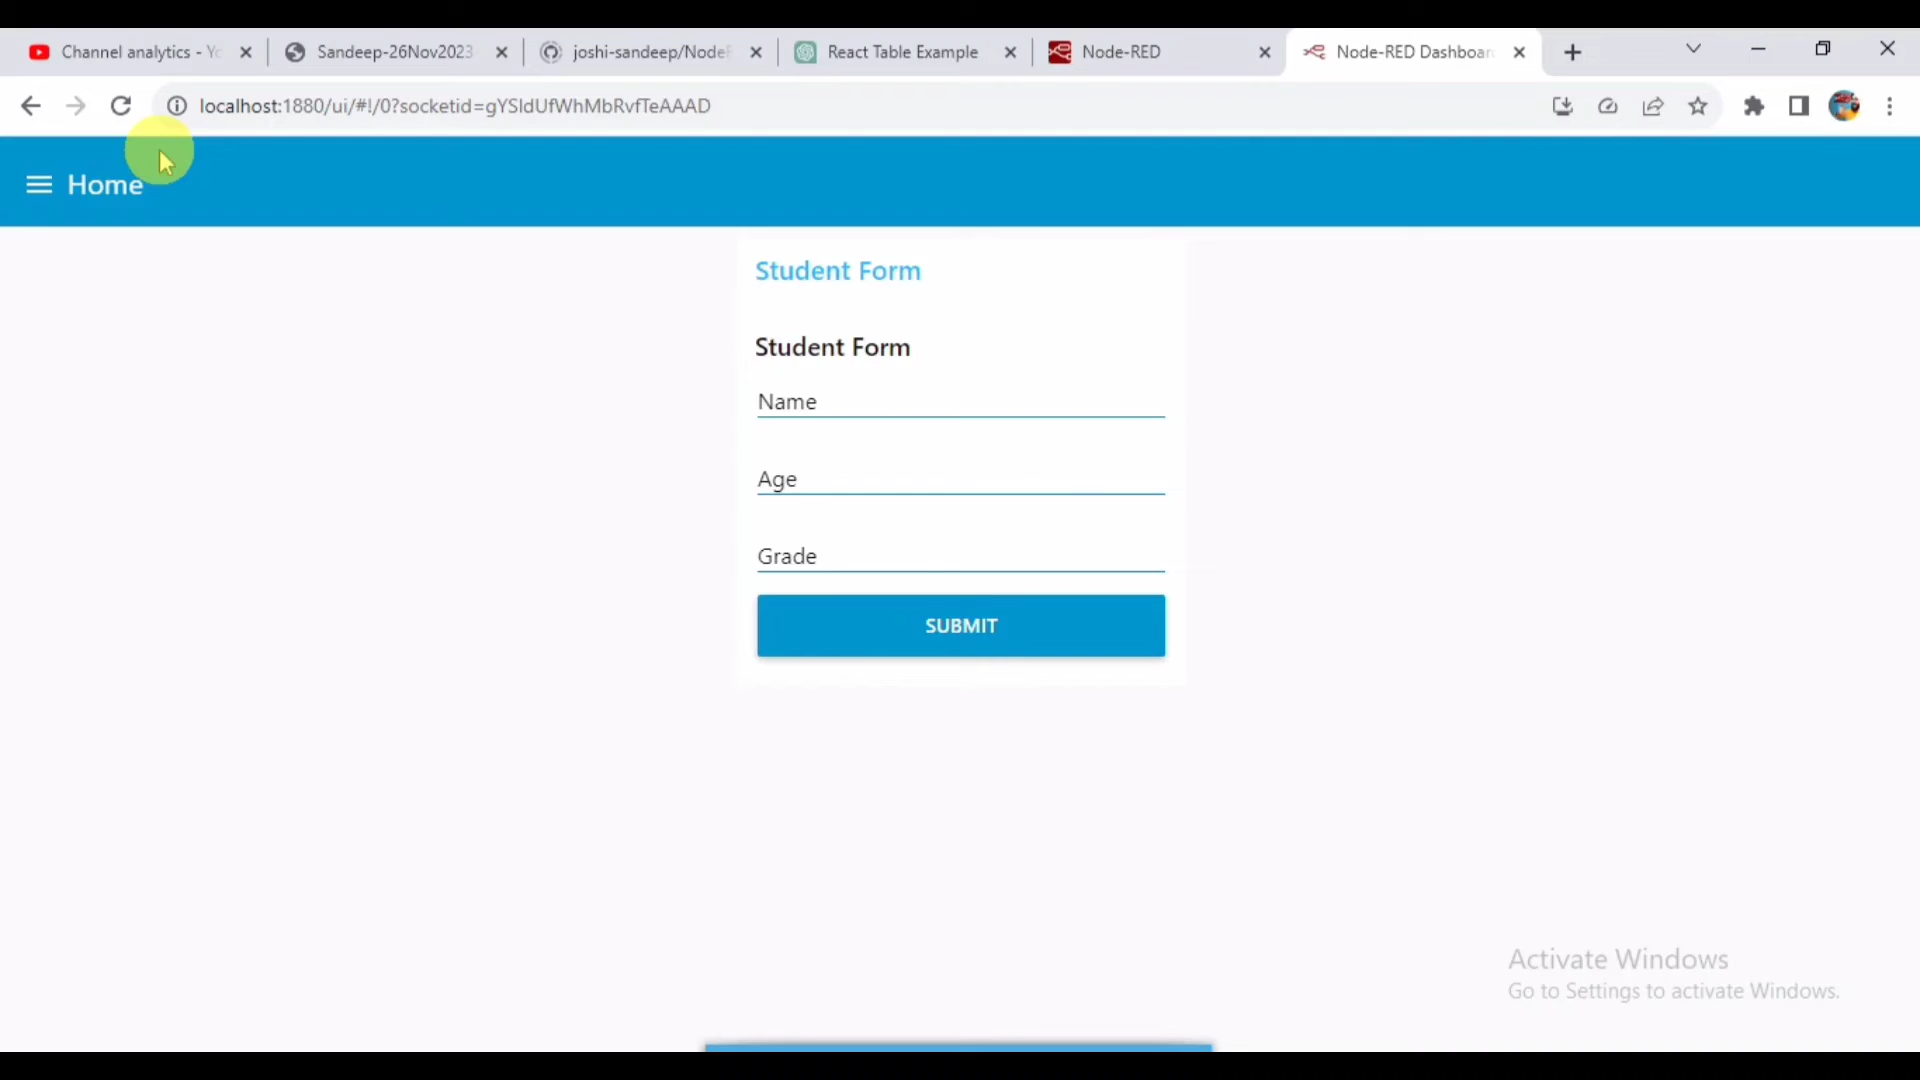 Channel analytics - Yo
Sandeep-26Nov2023
joshi-sandeep/Node
React Table Example
Node-RED
Node-RED Dashboar
localhost:1880/ui/#!/0?socketid=gYSldUfWhMbRvfTeAAAD
Home
Student Form
Student Form
Name
Age
Grade
SUBMIT
Activate Windows
Go to Settings to activate Windows.